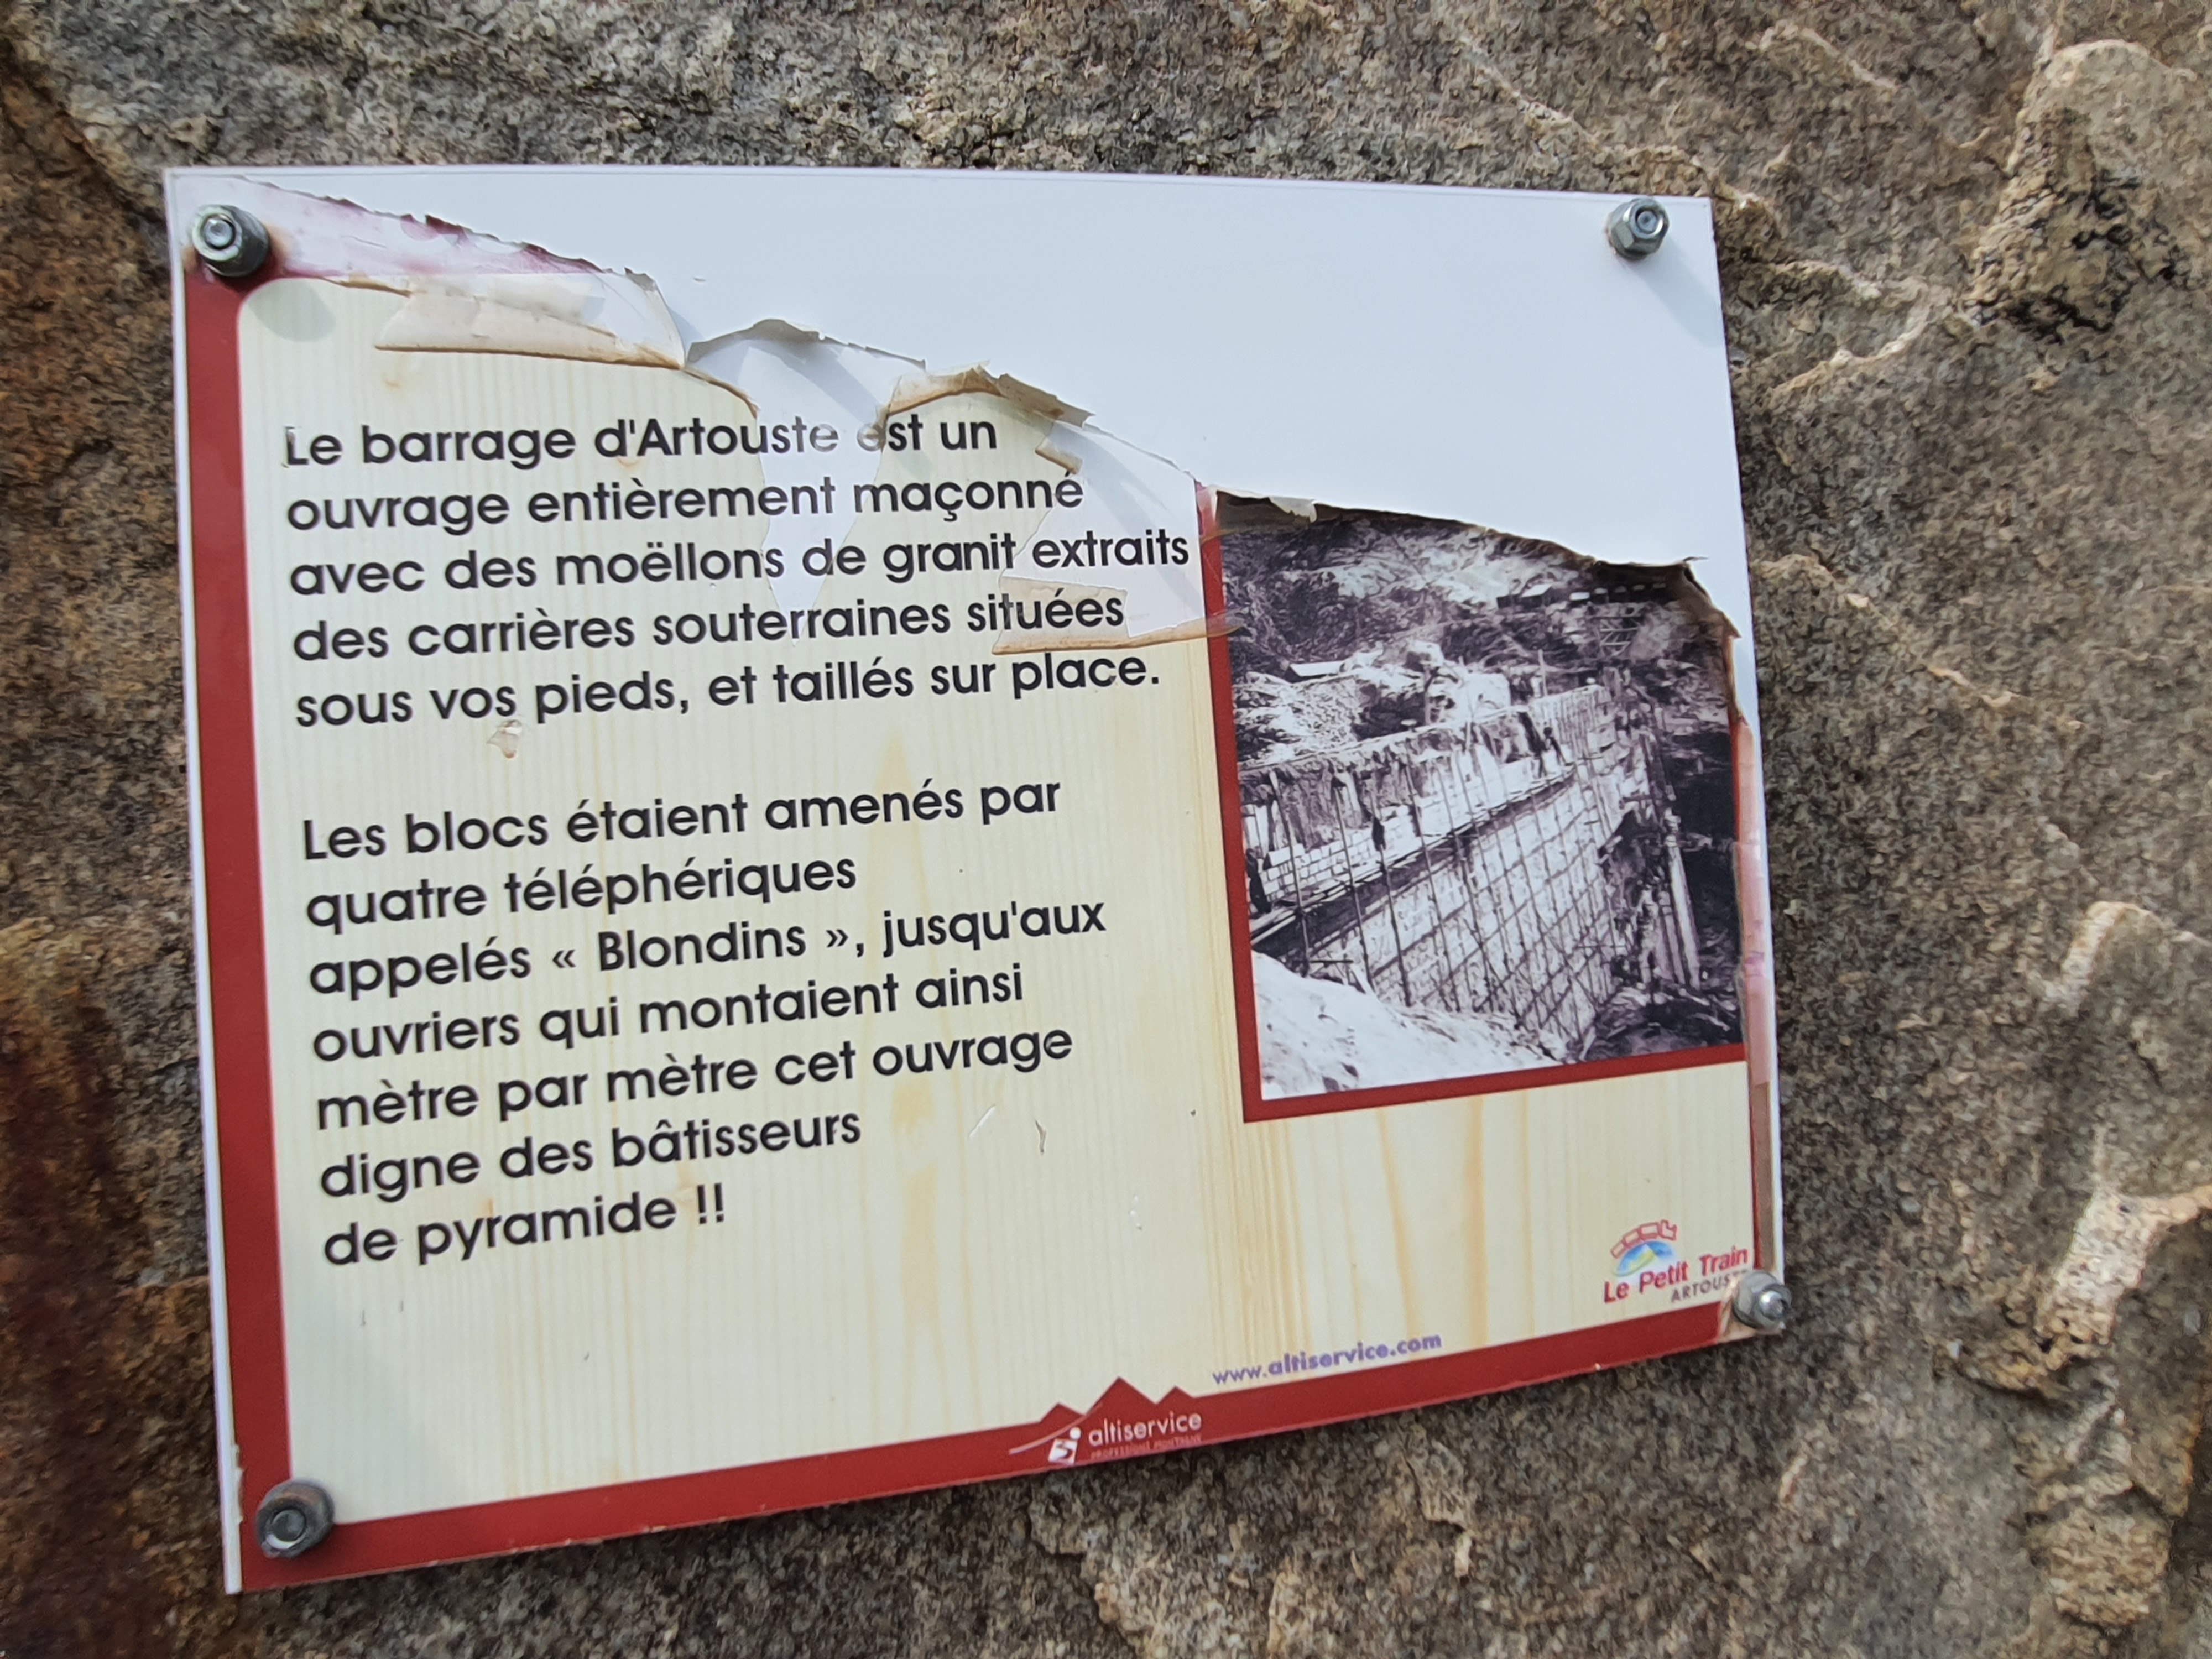 Le barrage d'Artouste est un
ouvrage entièrement maçonné
avec des moëllons de granit extraits
des carrières souterraines situées
sous vos pieds, et taillés sur place.
Les blocs étaient amenés par
quatre téléphériques
appelés « Blondins », jusqu'aux
ouvriers qui montaient ainsi
mètre par mètre cet ouvrage
digne des bâtisseurs
de pyramide !!
Le Petit Train
www.altiservice.com
altiservice